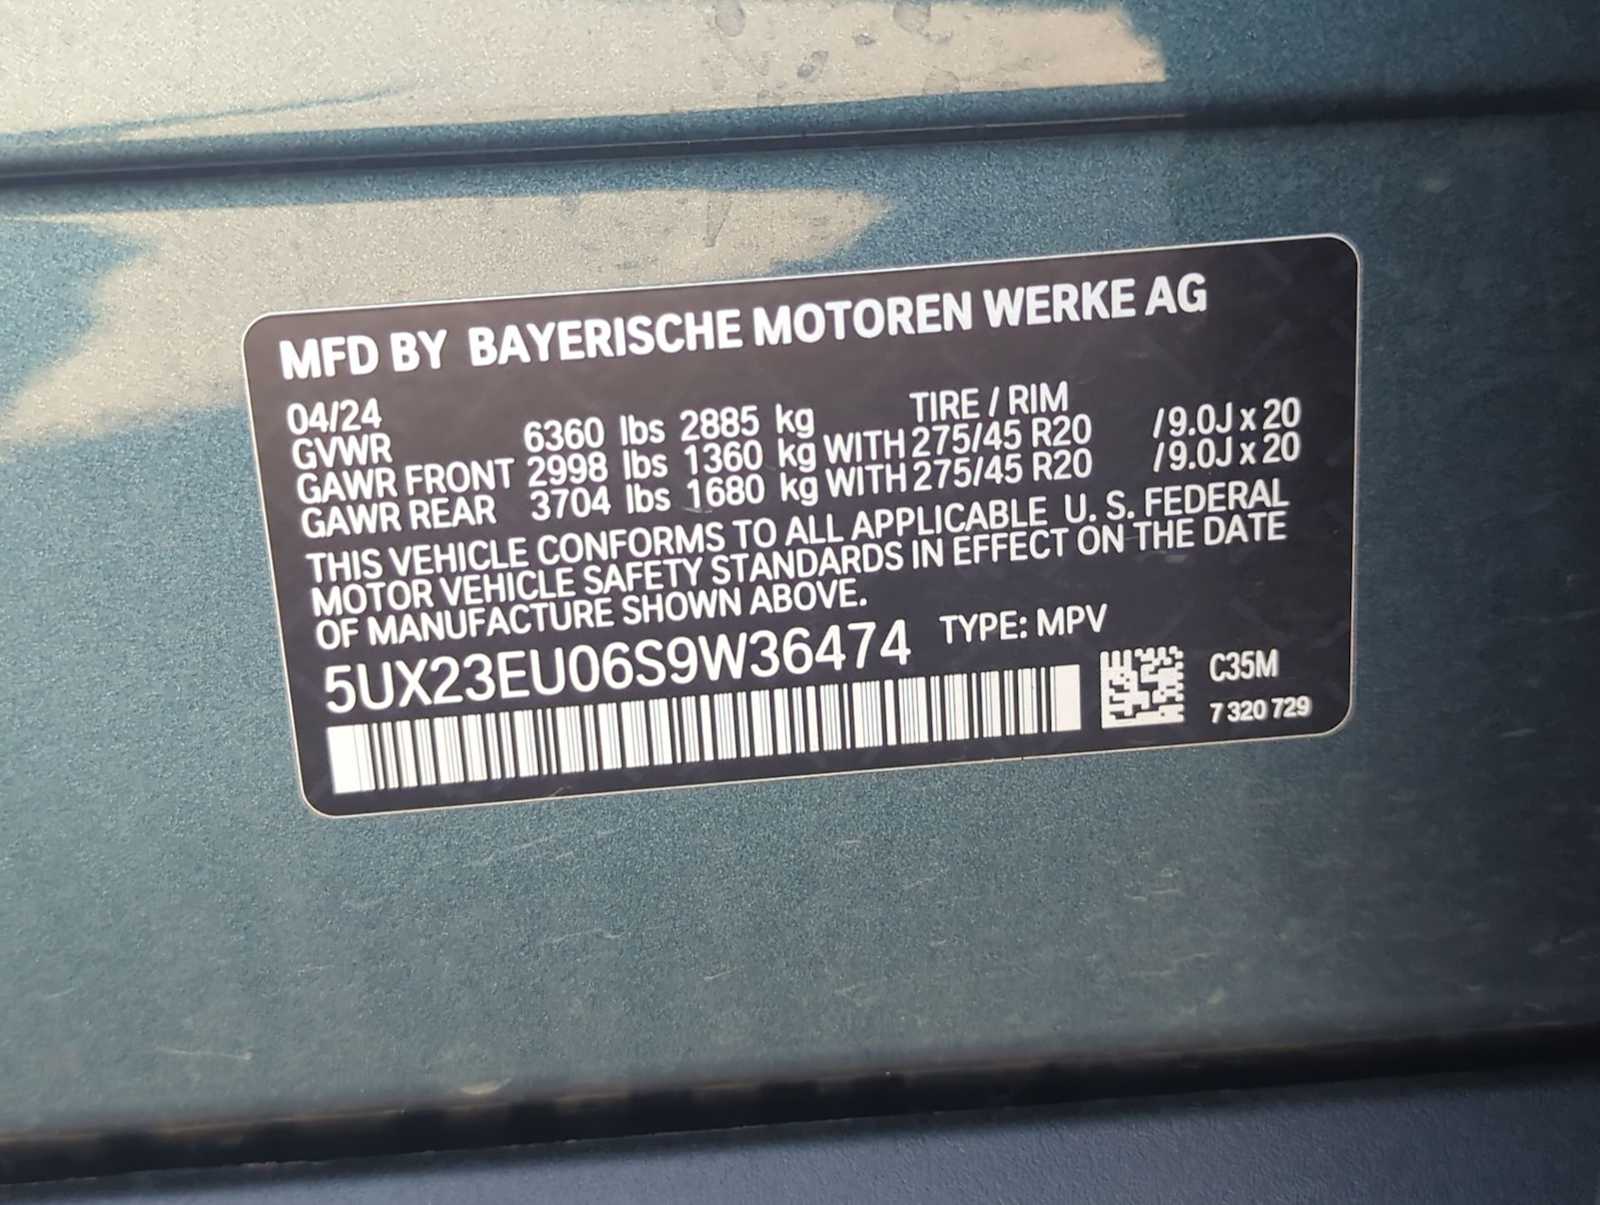 MFD BY BAYERISCHE MOTOREN WERKE AG
04/24 TIRE / RIM
GVWR 6360 lbs 2885 kg
GAWR FRONT 2998 lbs 1360 kg WITH 275/45 R20 /9.0J x 20
GAWR REAR 3704 lbs 1680 kg WITH 275/45 R20 /9.0J x 20
THIS VEHICLE CONFORMS TO ALL APPLICABLE U. S. FEDERAL
MOTOR VEHICLE SAFETY STANDARDS IN EFFECT ON THE DATE
OF MANUFACTURE SHOWN ABOVE.
5UX23EU06S9W36474 TYPE: MPV
C35M
7 320 729